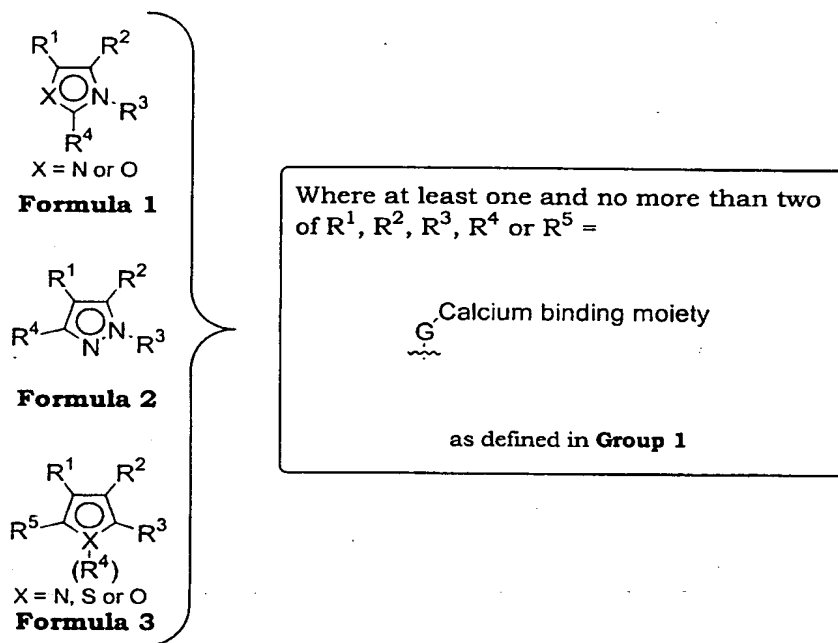 R¹ R²
X N R³
R⁴
X = N or O
Formula 1
R¹ R²
R⁴ N N R³
Formula 2
R¹ R²
R⁵ R³
X
(R⁴)
X = N, S or O
Formula 3
Where at least one and no more than two
of R¹, R², R³, R⁴ or R⁵ =
G Calcium binding moiety
as defined in Group 1